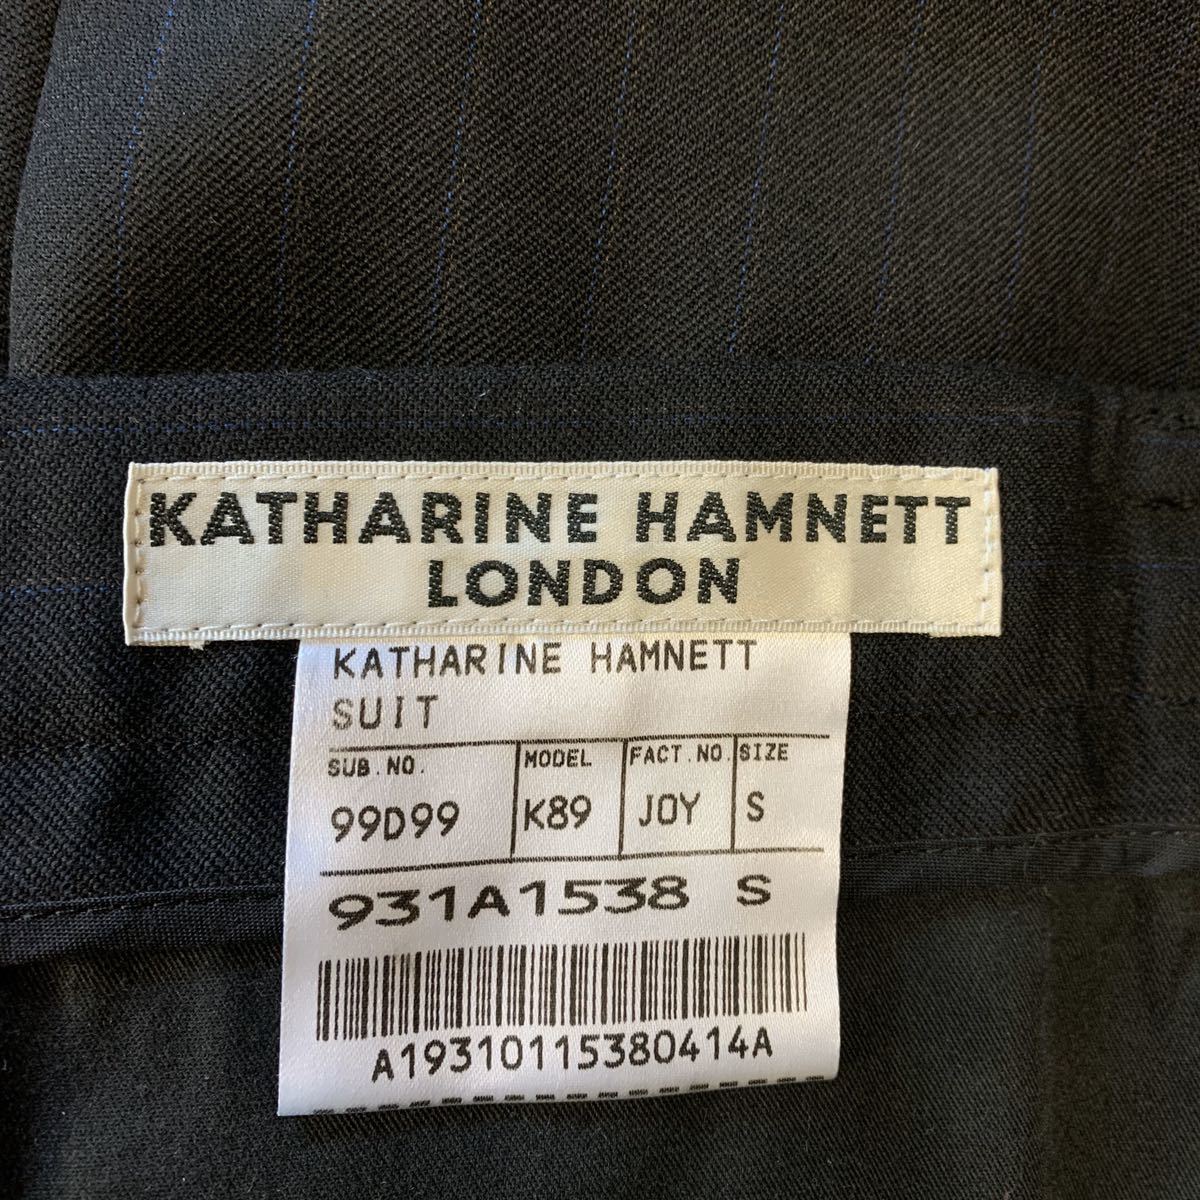 KATHARINE HAMNETT
LONDON
KATHARINE HAMNETT
SUIT
SUB.NO. MODEL FACT.NO. SIZE
99D99 K89 JOY S
931A1538 S
A19310115380414A